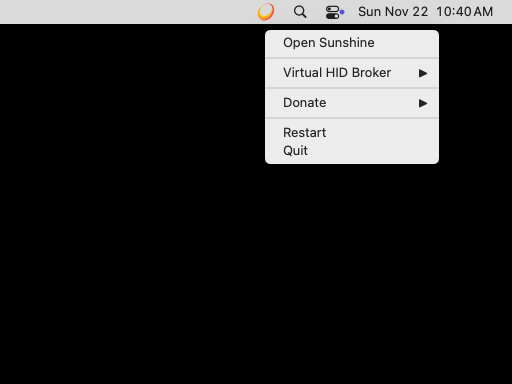 Sun Nov 22 10:40 AM
Open Sunshine
Virtual HID Broker
Donate
Restart
Quit